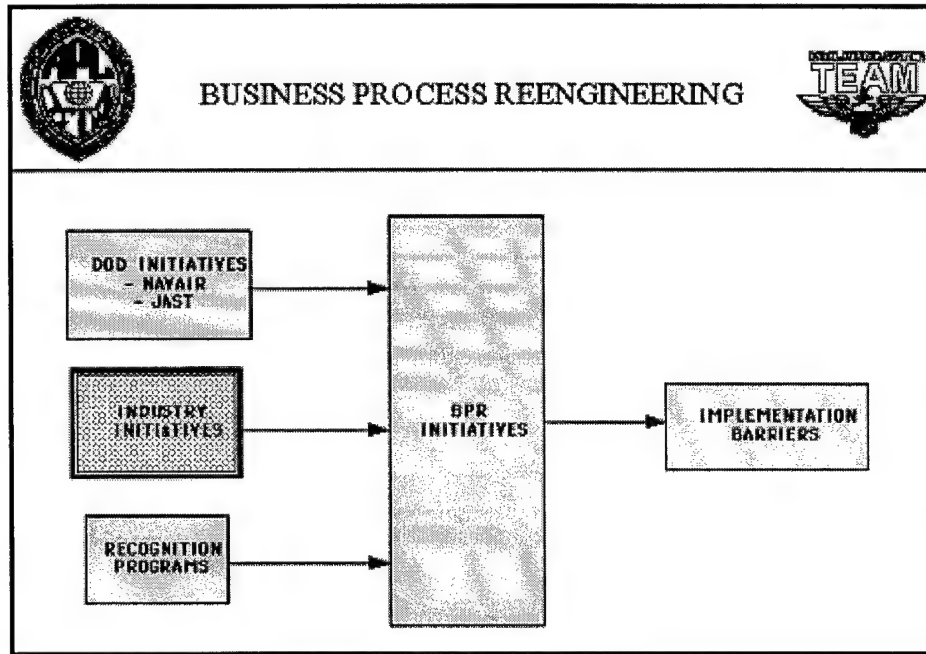 BUSINESS PROCESS REENGINEERING
TEAM
DOD INITIATIVES
- NAVAIR
- JAST
INDUSTRY
INITIATIVES
RECOGNITION
PROGRAMS
BPR
INITIATIVES
IMPLEMENTATION
BARRIERS